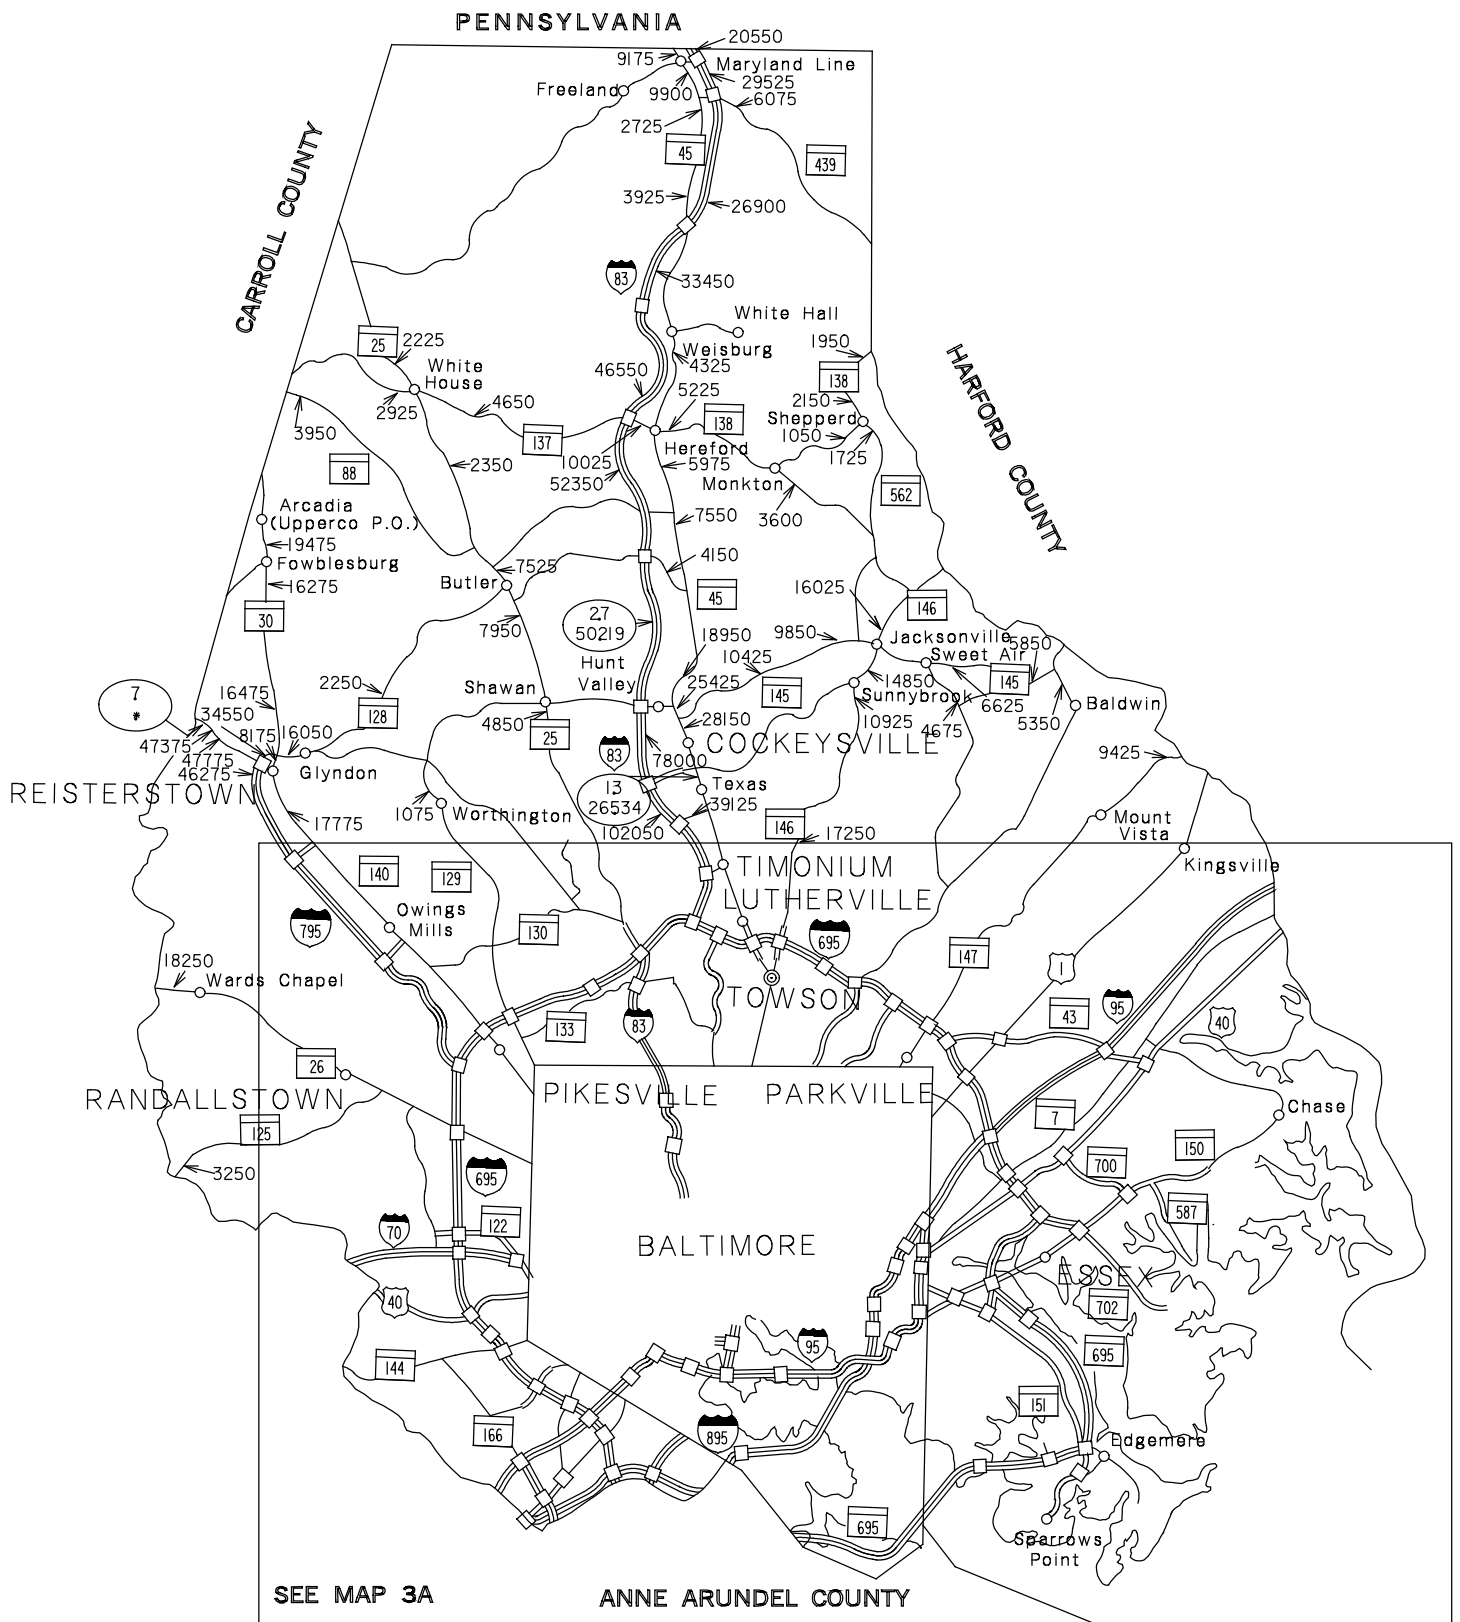 PENNSYLVANIA
20550
9175
Maryland Line
29525
Freeland
9900
6075
2725
45
439
CARROLL COUNTY
3925
26900
83
33450
White Hall
1950
25
2225
Weisburg
4325
HARFORD COUNTY
White
House
46550
138
5225
2925
4650
2150
138
Shepperd
3950
137
1050
Hereford
1725
10025
5975
88
2350
52350
Monkton
562
Arcadia
(Upperco P.O.)
7550
3600
19475
4150
Fowblesburg
7525
16275
Butler
45
16025
146
30
27
50219
7950
18950
9850
Jacksonville
5850
Hunt
Valley
10425
Sweet Air
2250
16475
Shawan
25425
145
14850
145
7
*
Sunnybrook
6625
34550
128
4850
10925
4675
5350
Baldwin
8175
16050
25
28150
47375
47775
46275
83
78000
COCKEYSVILLE
9425
Glyndon
REISTERSTOWN
13
26534
Texas
1075
Worthington
39125
17775
102050
146
17250
Mount
Vista
TIMONIUM
Kingsville
140
129
LUTHERVILLE
Owings
Mills
795
130
695
147
18250
1
Wards Chapel
TOWSON
95
43
133
83
40
26
PIKESVILLE
PARKVILLE
RANDALLSTOWN
Chase
7
125
150
700
3250
695
587
70
122
BALTIMORE
ESSEX
40
702
95
695
144
151
166
895
Edgemere
695
Sparrows
Point
SEE MAP 3A
ANNE ARUNDEL COUNTY